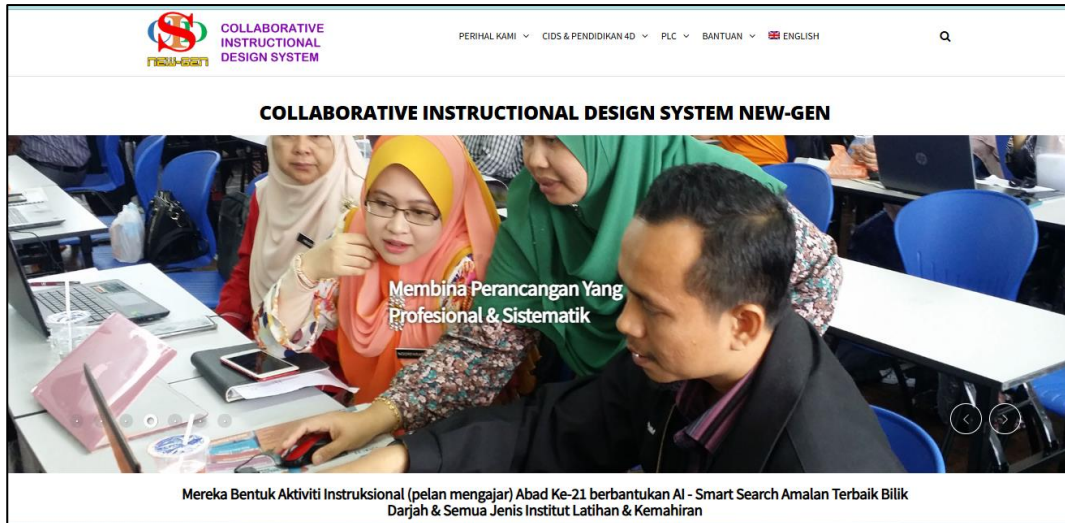 NEW-GEN
COLLABORATIVE
INSTRUCTIONAL
DESIGN SYSTEM
PERIHAL KAMI
CIDS & PENDIDIKAN 4D
PLC
BANTUAN
ENGLISH
COLLABORATIVE INSTRUCTIONAL DESIGN SYSTEM NEW-GEN
Membina Perancangan Yang
Profesional & Sistematik
Mereka Bentuk Aktiviti Instruksional (pelan mengajar) Abad Ke-21 berbantukan AI - Smart Search Amalan Terbaik Bilik
Darjah & Semua Jenis Institut Latihan & Kemahiran